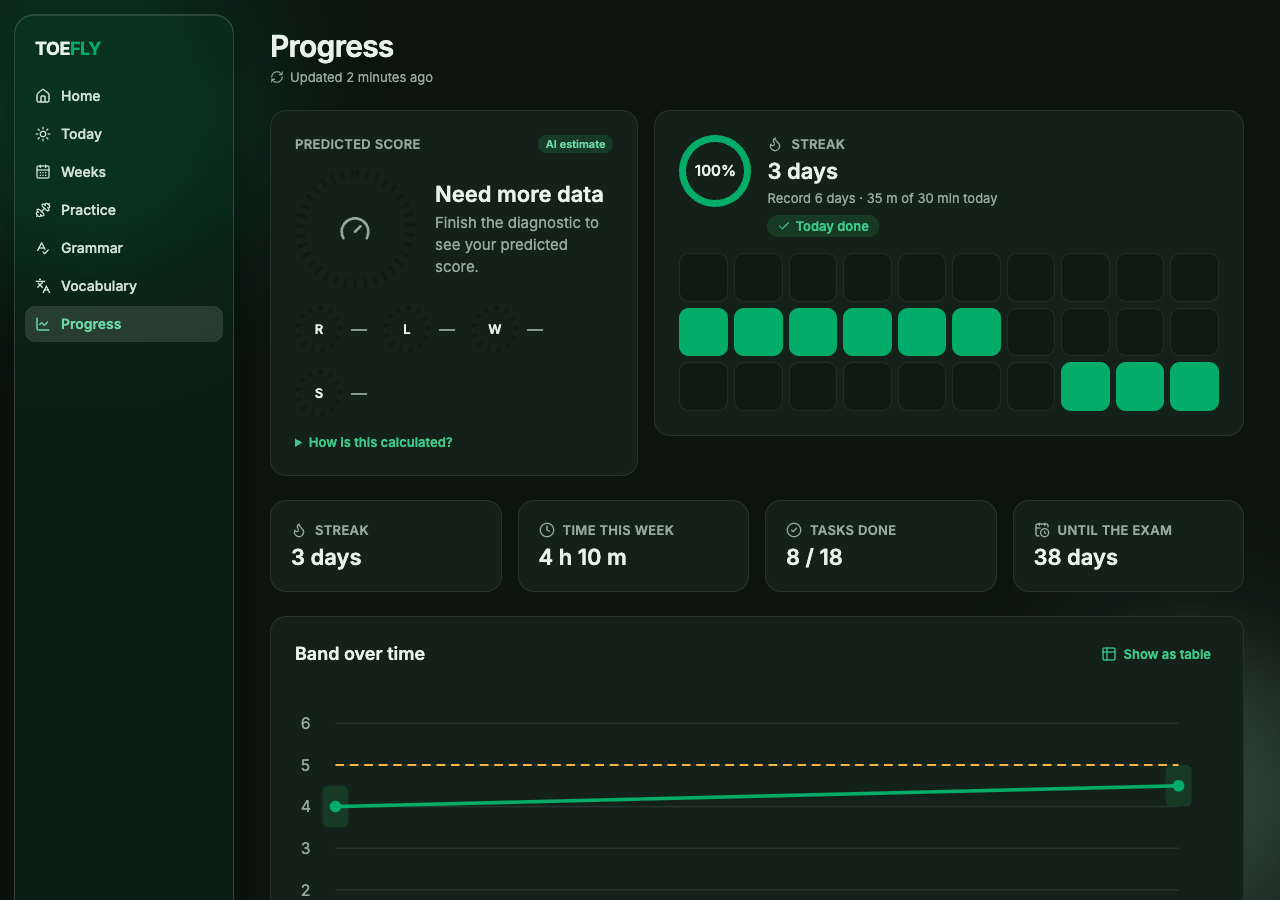 TOEFLY
Home
Today
Weeks
Practice
Grammar
Vocabulary
Progress
Progress
Updated 2 minutes ago
PREDICTED SCORE
AI estimate
Need more data
Finish the diagnostic to
see your predicted
score.
R —
L —
W —
S —
How is this calculated?
100%
STREAK
3 days
Record 6 days · 35 m of 30 min today
Today done
STREAK
3 days
TIME THIS WEEK
4 h 10 m
TASKS DONE
8 / 18
UNTIL THE EXAM
38 days
Band over time
Show as table
6
5
4
3
2